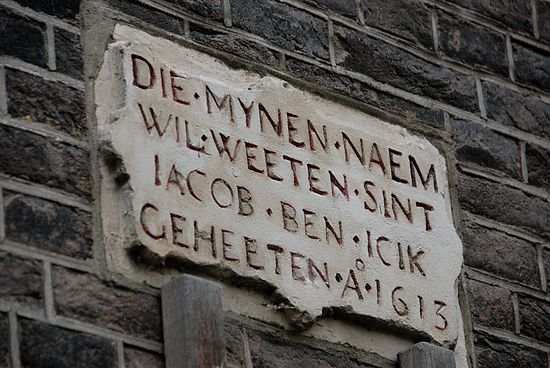 DIE·MYNEN·NAEM
WIL·WEETEN·SINT
IACOB·BEN·ICIK
GEHEETEN·Å·1613